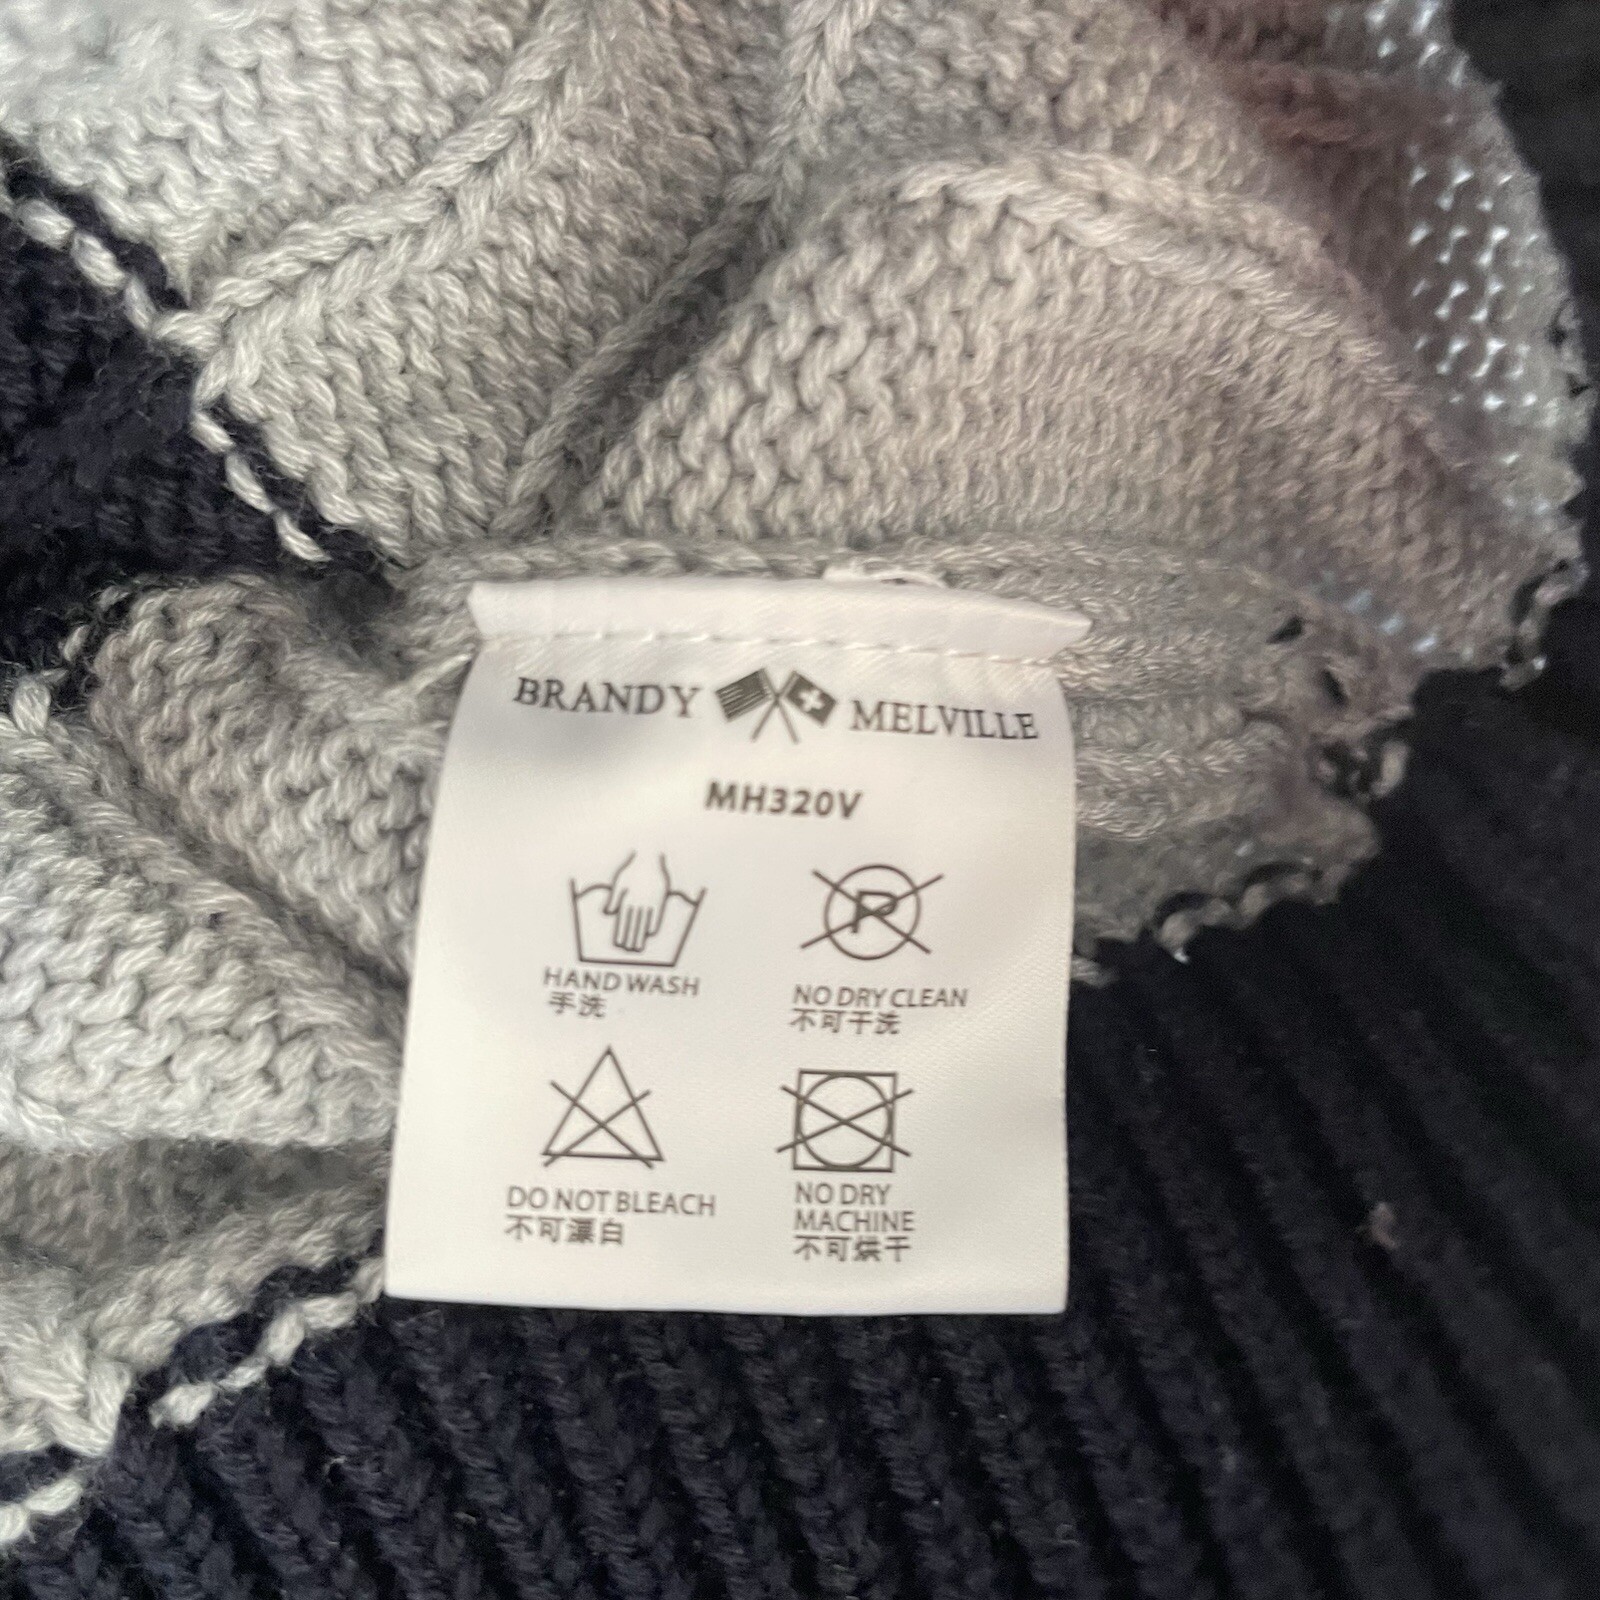 BRANDY MELVILLE
MH320V
HAND WASH
手洗
P
NO DRY CLEAN
不可干洗
DO NOT BLEACH
不可漂白
NO DRY
MACHINE
不可烘干